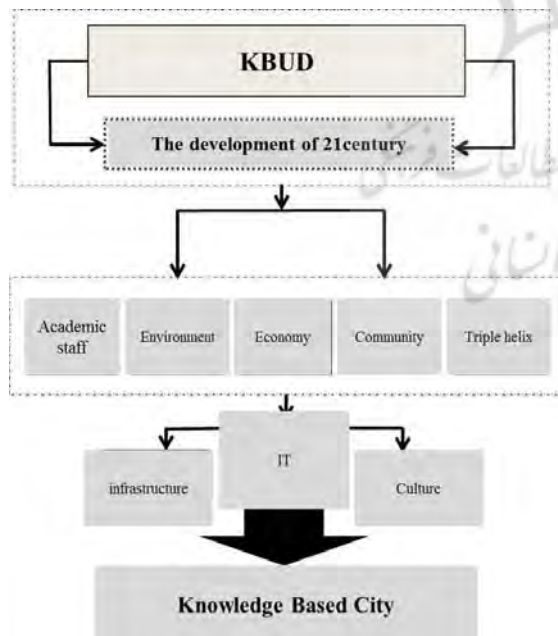 KBUD
The development of 21century
Academic
staff
Environment
Economy
Community
Triple helix
IT
infrastructure
Culture
Knowledge Based City